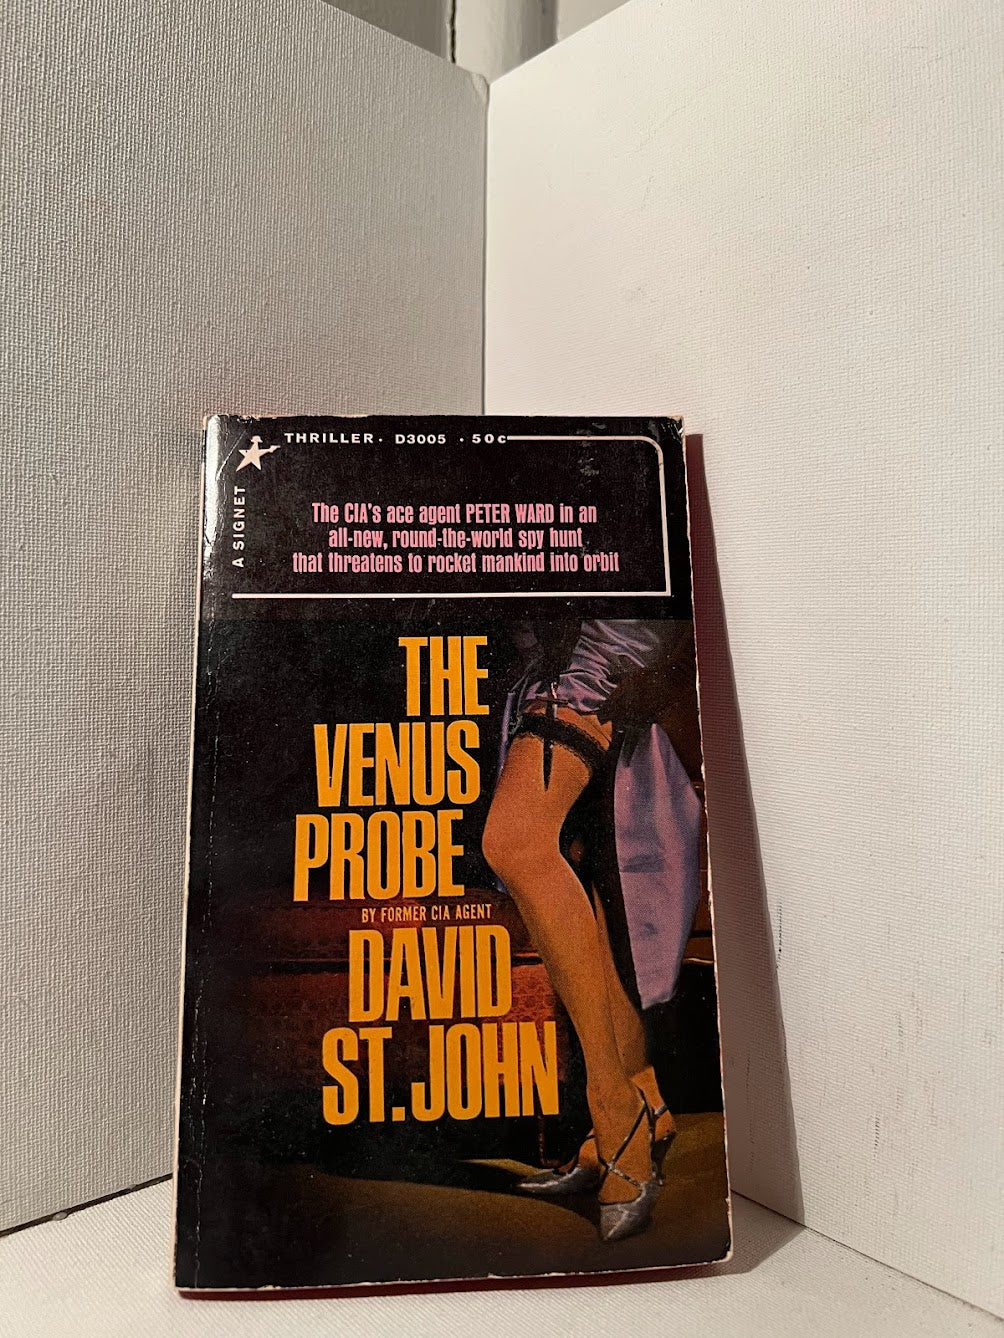 THRILLER· D3005 · 50c
A SIGNET
The CIA's ace agent PETER WARD in an
all-new, round-the-world spy hunt
that threatens to rocket mankind into orbit
THE
VENUS
PROBE
BY FORMER CIA AGENT
DAVID
ST. JOHN